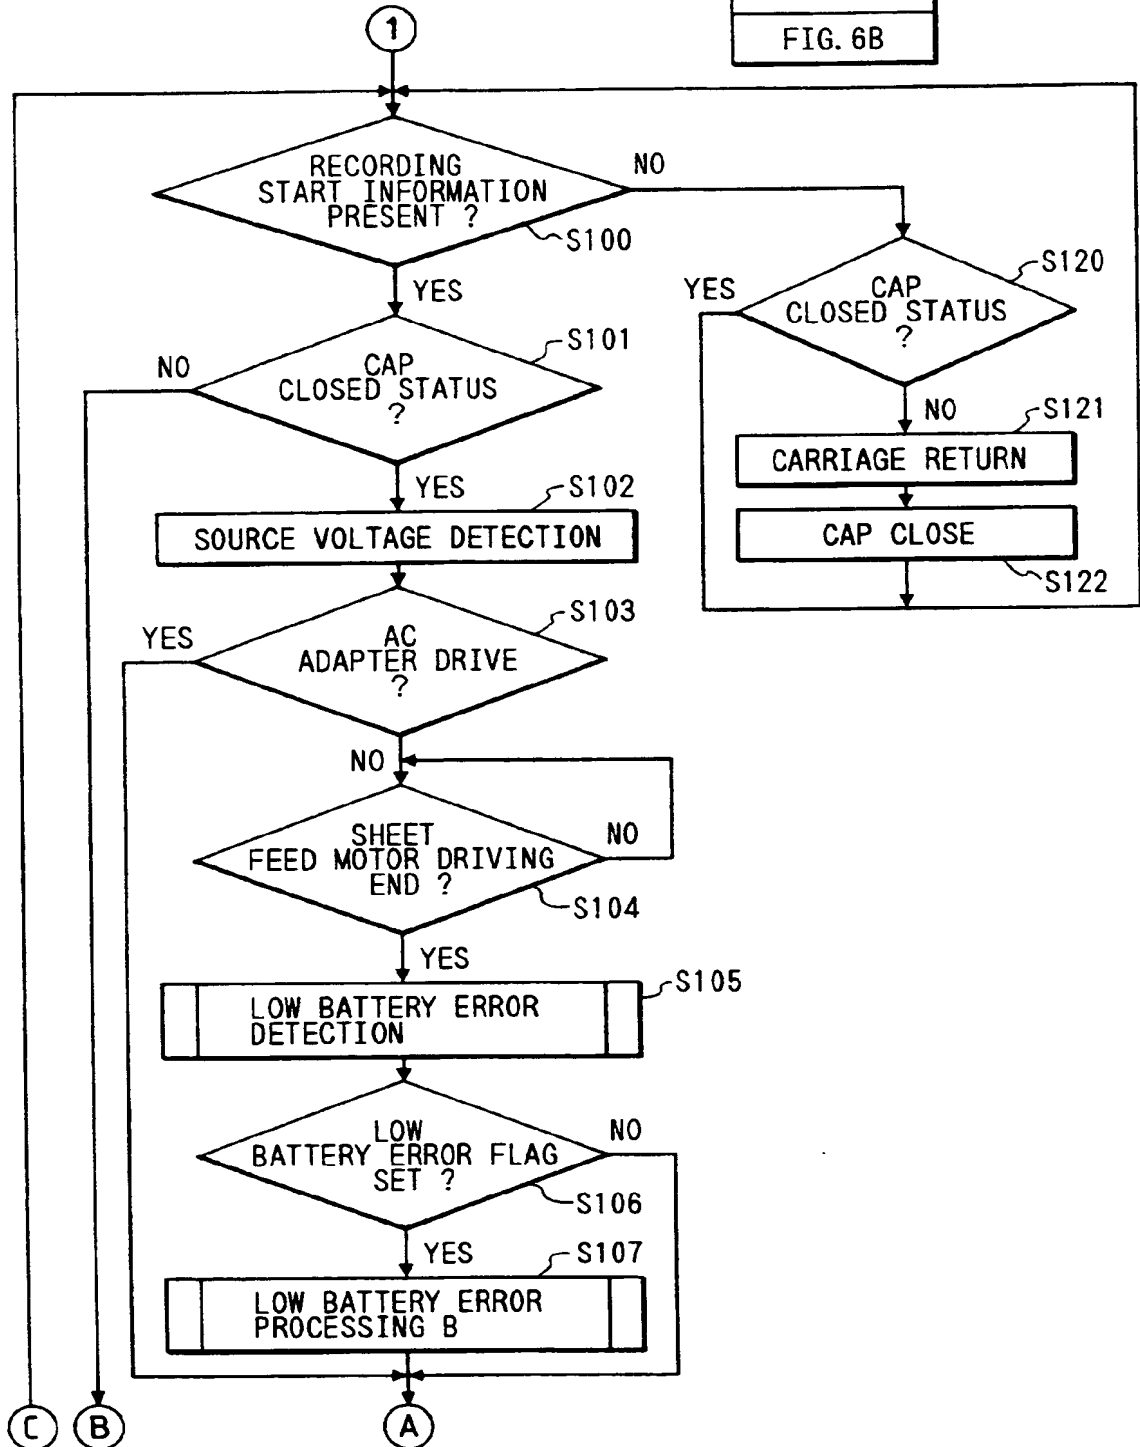 1
FIG. 6B
RECORDING
START INFORMATION
PRESENT ?
NO
S100
YES
CAP
CLOSED STATUS
?
S120
YES
NO
S121
CARRIAGE RETURN
CAP CLOSE
S122
CAP
CLOSED STATUS
?
S101
NO
YES
S102
SOURCE VOLTAGE DETECTION
S103
AC
ADAPTER DRIVE
?
YES
NO
SHEET
FEED MOTOR DRIVING
END ?
NO
S104
YES
S105
LOW BATTERY ERROR
DETECTION
LOW
BATTERY ERROR FLAG
SET ?
NO
S106
YES
S107
LOW BATTERY ERROR
PROCESSING B
C
B
A